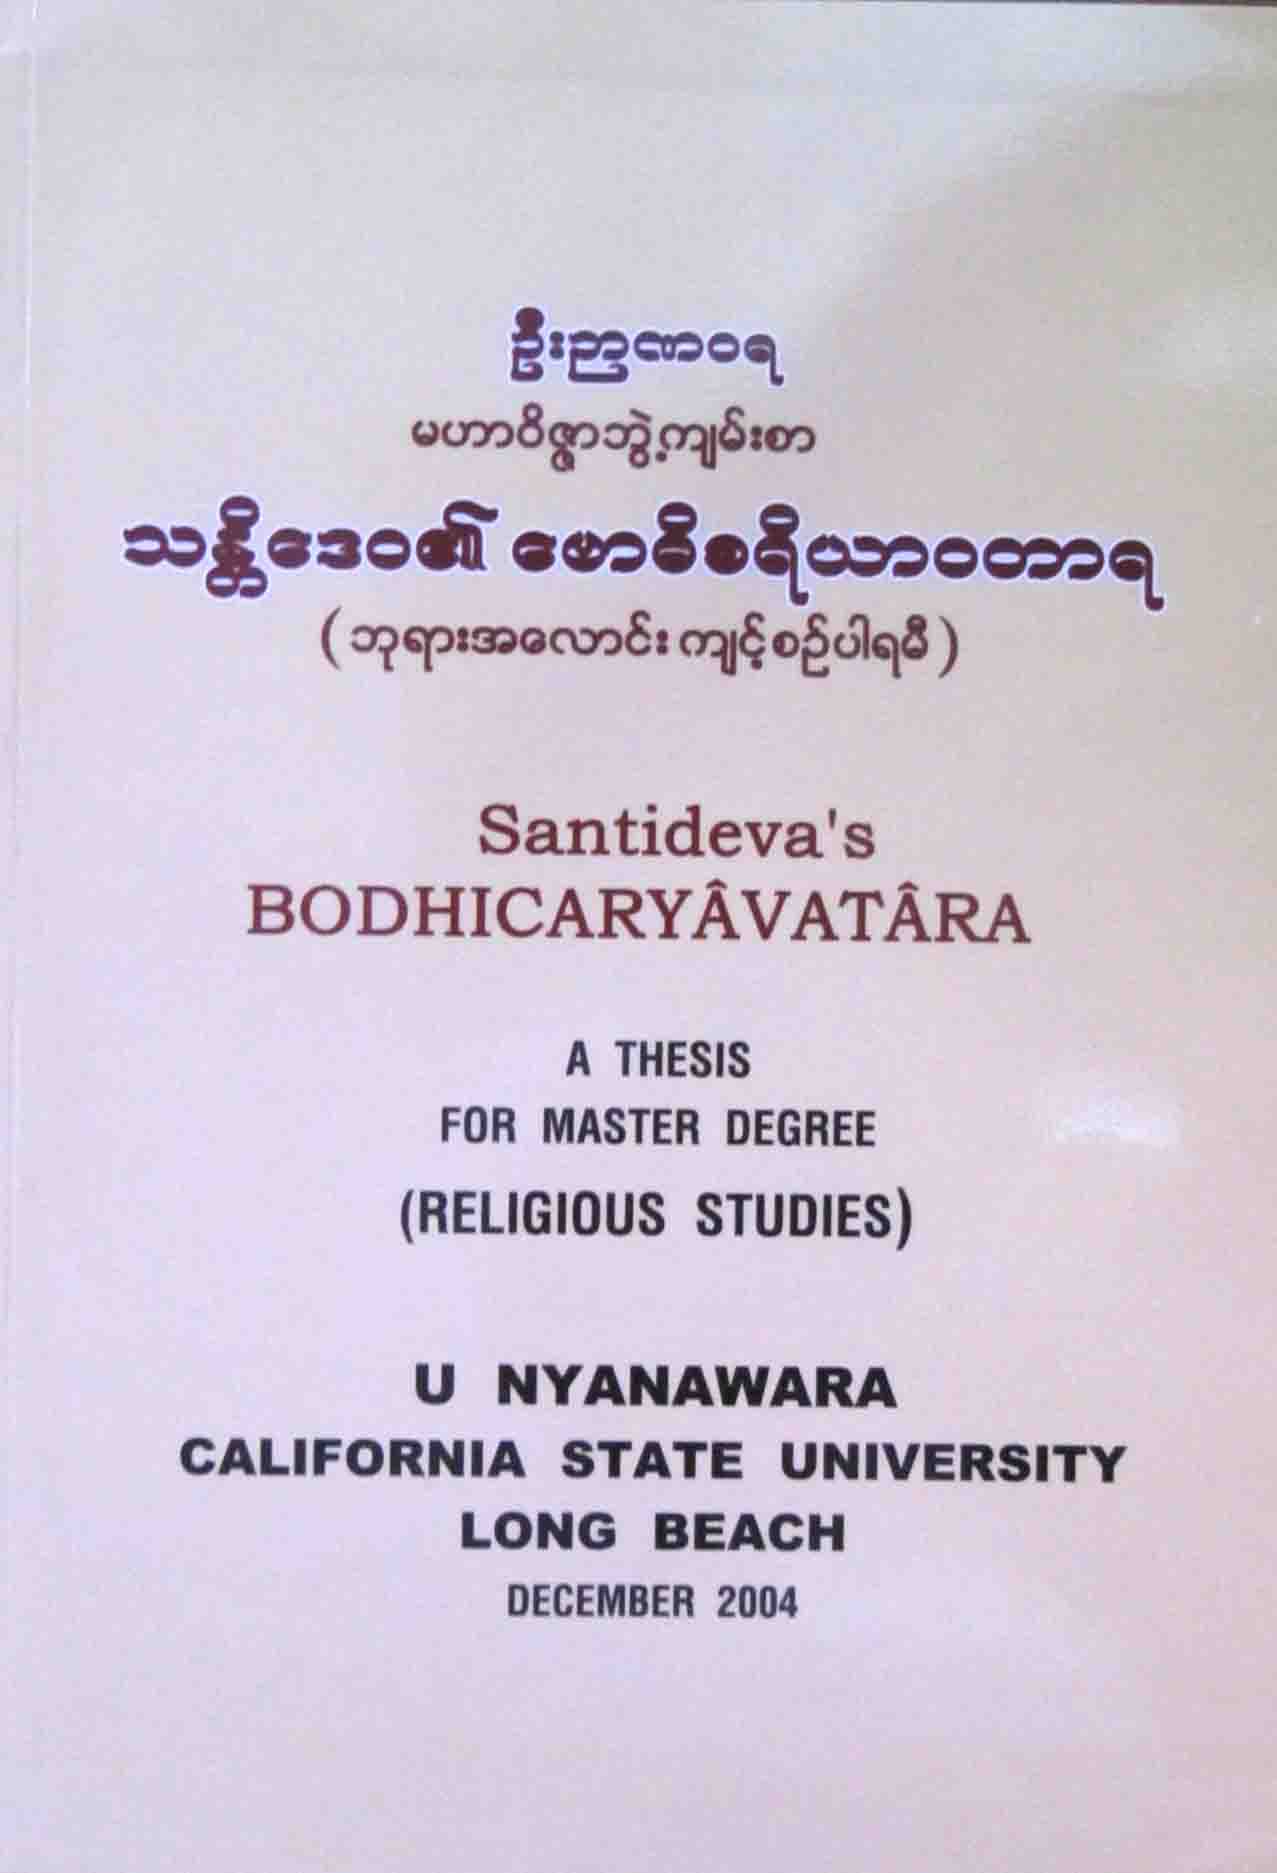 ဦးဉာဏဝရ
မဟာဝိဇ္ဇာဘွဲ့ကျမ်းစာ
သန္တိဒေဝ၏ ဗောဓိစရိယာဝတာရ
(ဘုရားအလောင်း ကျင့်စဉ်ပါရမီ)
Santideva's
BODHICARYÂVATÂRA
A THESIS
FOR MASTER DEGREE
(RELIGIOUS STUDIES)
U NYANAWARA
CALIFORNIA STATE UNIVERSITY
LONG BEACH
DECEMBER 2004